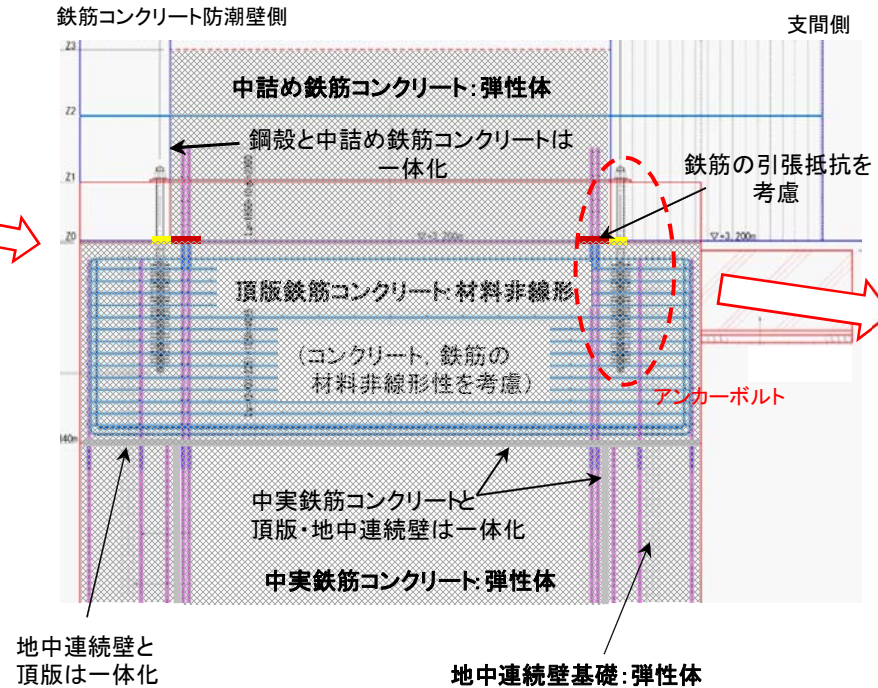 鉄筋コンクリート防潮壁側
支間側
Z3
中詰め鉄筋コンクリート：弾性体
Z2
鋼殻と中詰め鉄筋コンクリートは
一体化
鉄筋の引張抵抗を
考慮
Z1
Z0
▽+3,200m
▽+3,200m
頂版鉄筋コンクリート：材料非線形
（コンクリート，鉄筋の
材料非線形性を考慮）
アンカーボルト
中実鉄筋コンクリートと
頂版・地中連続壁は一体化
中実鉄筋コンクリート：弾性体
地中連続壁と
頂版は一体化
地中連続壁基礎：弾性体